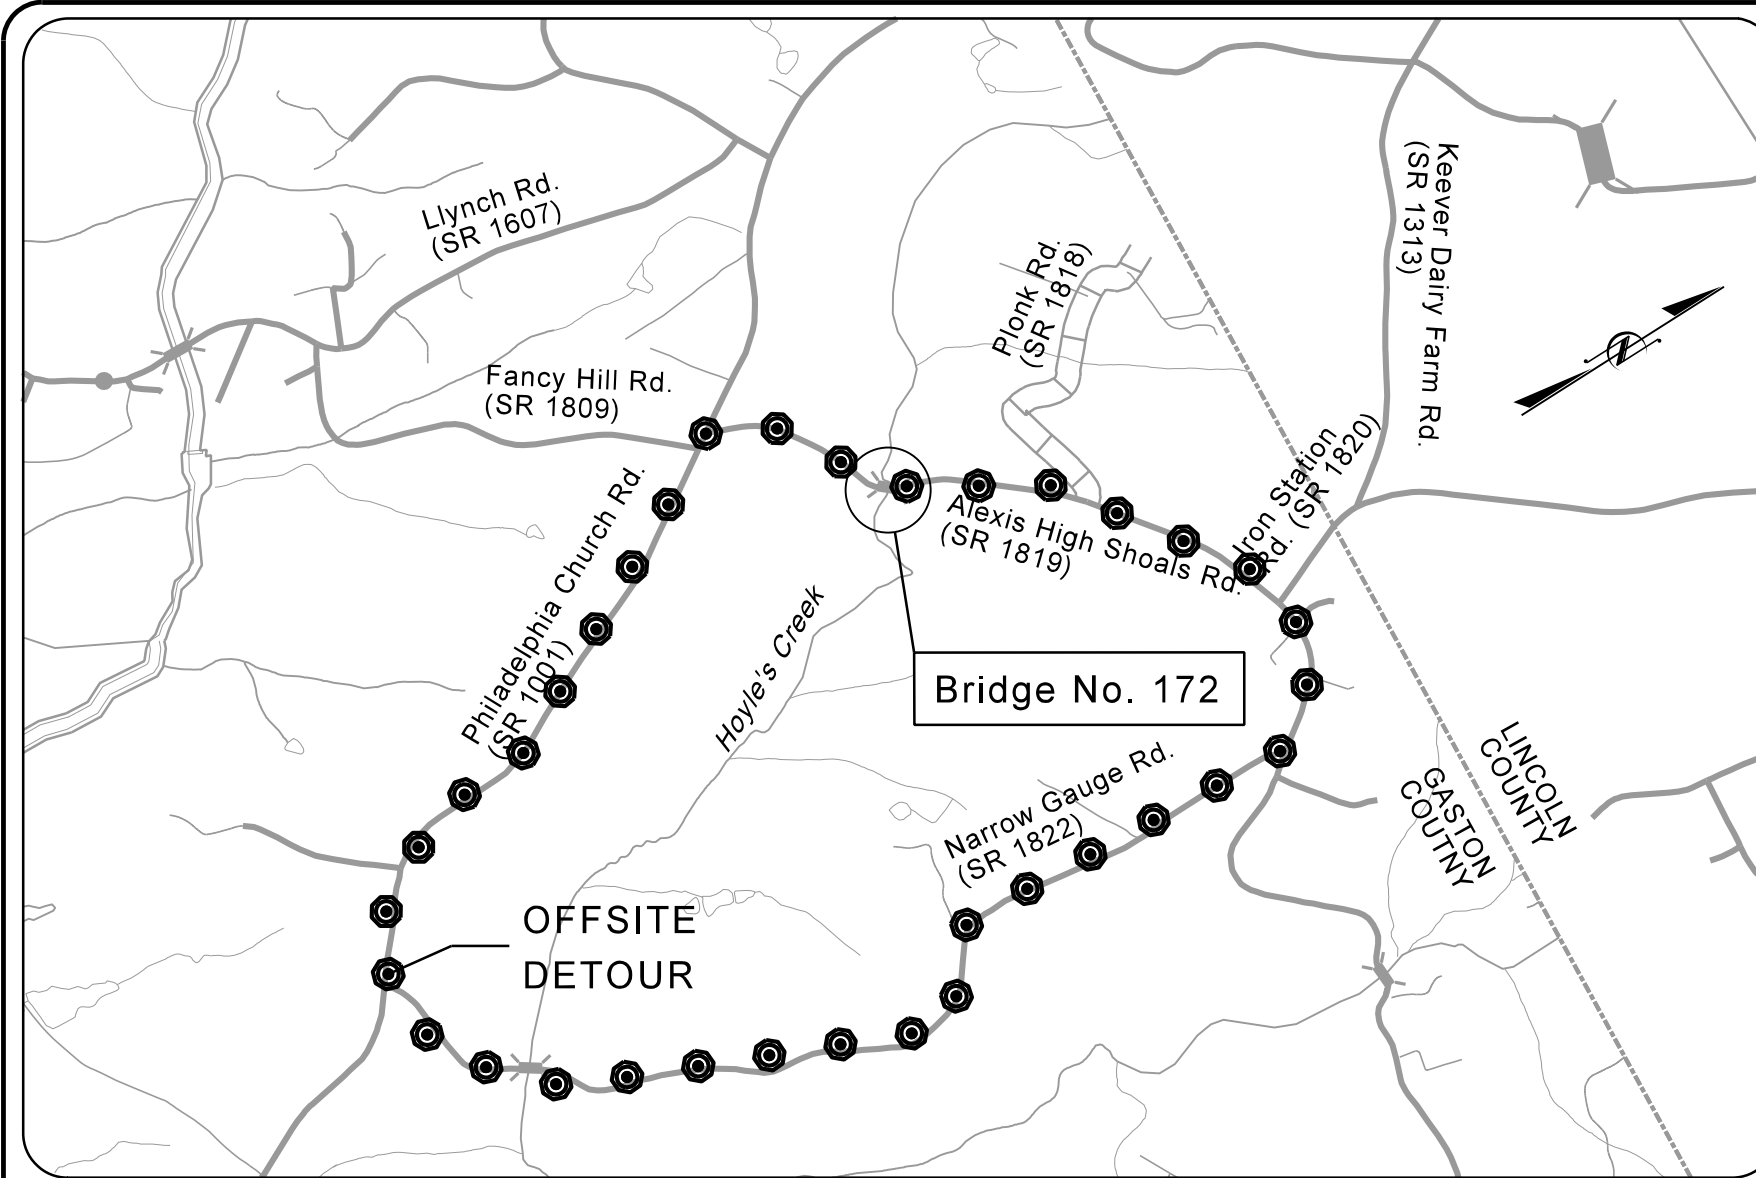 Llynch Rd.
(SR 1607)
Fancy Hill Rd.
(SR 1809)
Plonk Rd.
(SR 1818)
Keever Dairy Farm Rd.
(SR 1313)
N
Iron Station
Rd. (SR 1820)
Alexis High Shoals Rd.
(SR 1819)
Philadelphia Church Rd.
(SR 1001)
Hoyle's Creek
Bridge No. 172
Narrow Gauge Rd.
(SR 1822)
LINCOLN
COUNTY
GASTON
COUTNY
OFFSITE
DETOUR